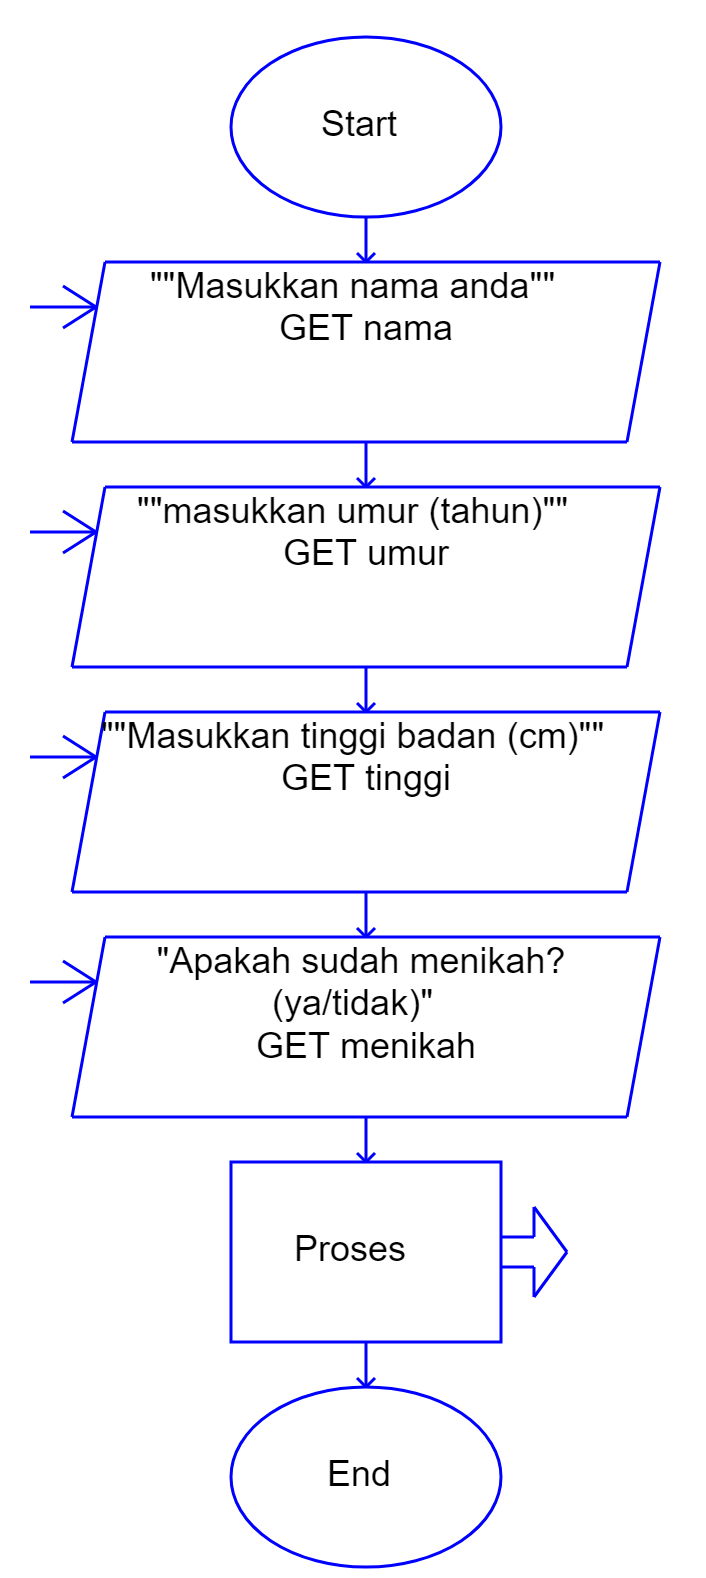 Start
""Masukkan nama anda""
GET nama
""masukkan umur (tahun)""
GET umur
""Masukkan tinggi badan (cm)""
GET tinggi
"Apakah sudah menikah?
(ya/tidak)"
GET menikah
Proses
End